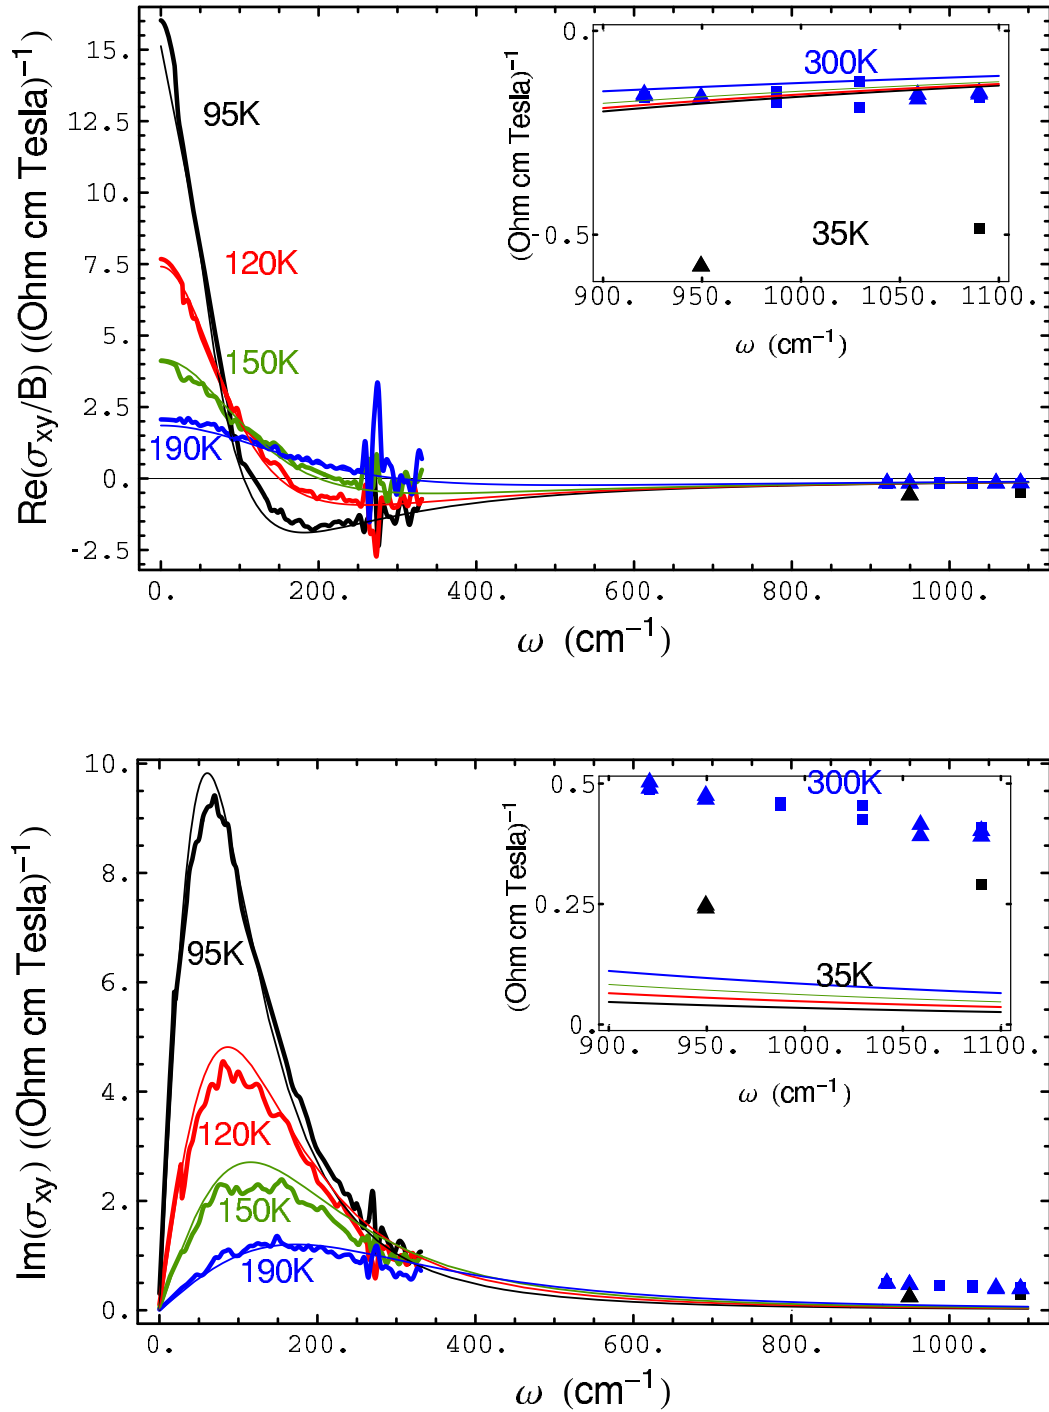 Re(σxy/B) ((Ohm cm Tesla)−1)
15.
12.5
10.
7.5
5.
2.5
0.
-2.5
95K
120K
150K
190K
0.
200.
400.
600.
800.
1000.
ω (cm−1)
(Ohm cm Tesla)−1
0.
-0.5
300K
35K
900.
950.
1000.
1050.
1100.
ω (cm−1)
Im(σxy) ((Ohm cm Tesla)−1)
10.
8.
6.
4.
2.
0.
95K
120K
150K
190K
0.
200.
400.
600.
800.
1000.
ω (cm−1)
(Ohm cm Tesla)−1
0.5
0.25
0.
300K
35K
900.
950.
1000.
1050.
1100.
ω (cm−1)